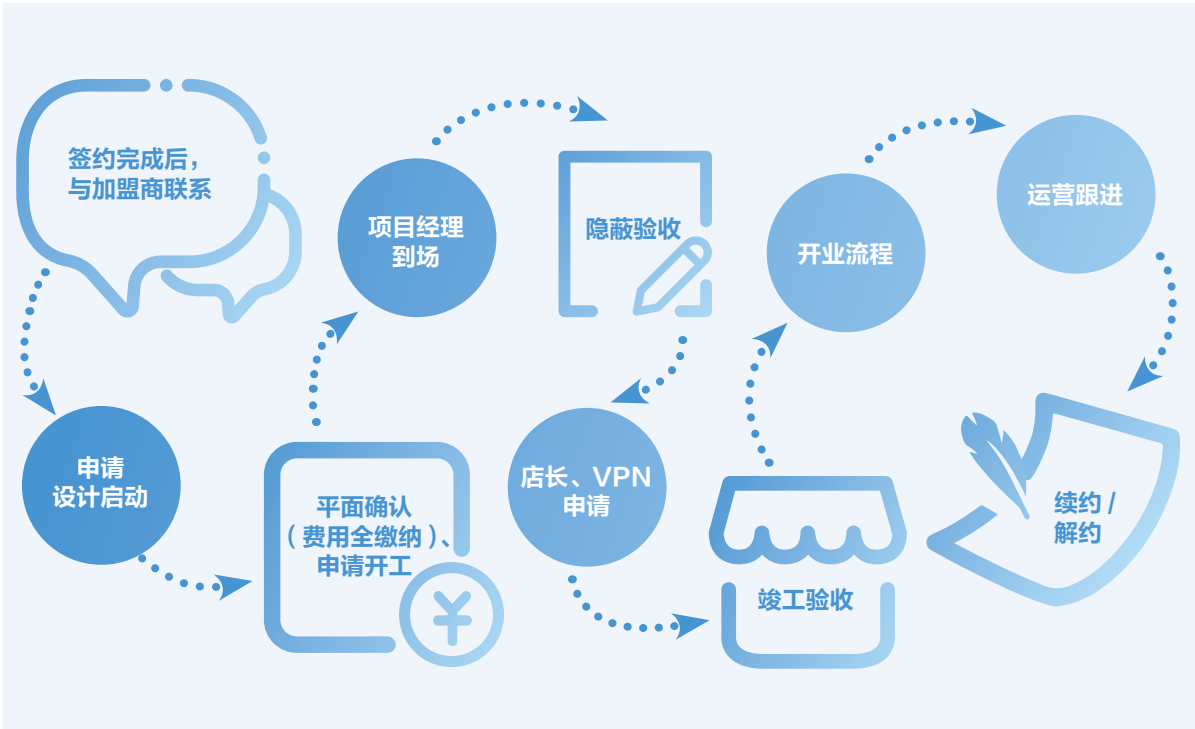 签约完成后，
与加盟商联系
申请
设计启动
平面确认
（费用全缴纳）、
申请开工
¥
项目经理
到场
隐蔽验收
店长、VPN
申请
竣工验收
开业流程
运营跟进
续约 /
解约